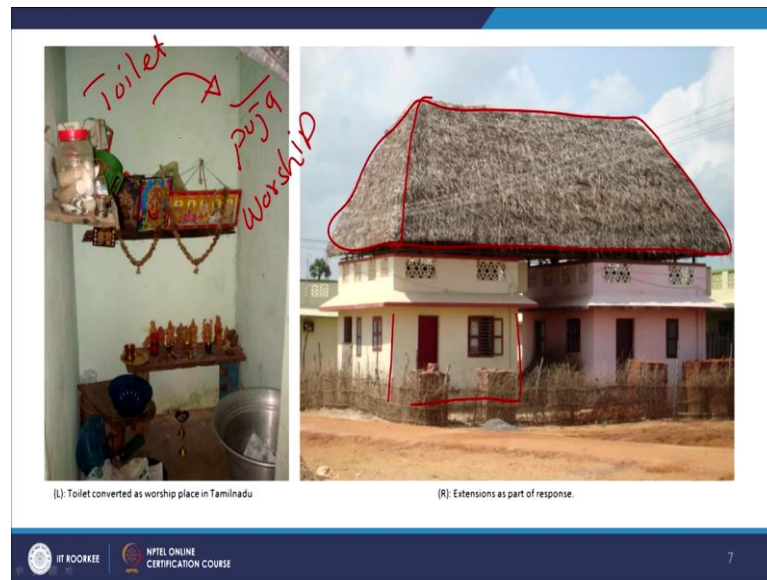 Toilet
puja
worship
(L): Toilet converted as worship place in Tamilnadu
(R): Extensions as part of response.
IIT ROORKEE
NPTEL ONLINE
CERTIFICATION COURSE
7